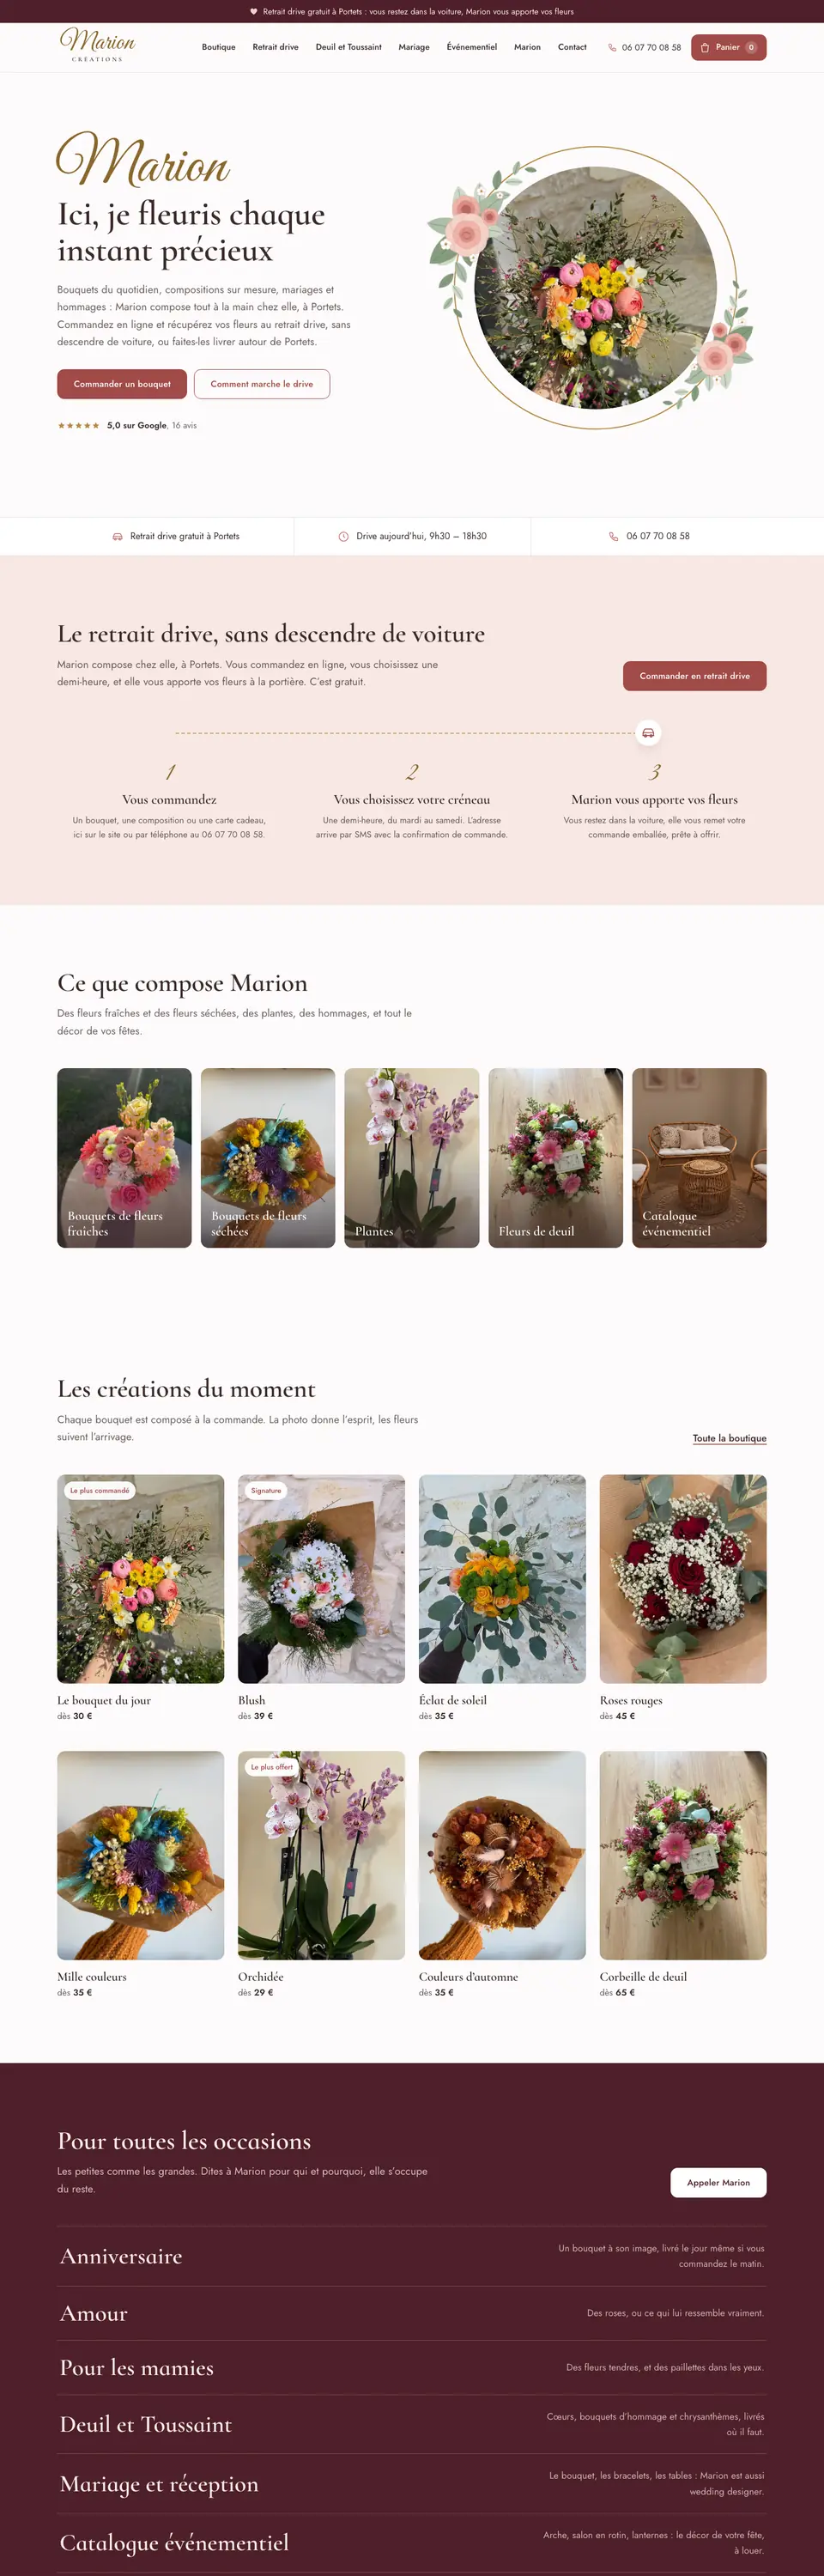 Retrait drive gratuit à Portets : vous restez dans la voiture, Marion vous apporte vos fleurs
Marion
CRÉATIONS
Boutique
Retrait drive
Deuil et Toussaint
Mariage
Événementiel
Marion
Contact
06 07 70 08 58
Panier 0
Marion
Ici, je fleuris chaque
instant précieux
Bouquets du quotidien, compositions sur mesure, mariages et
hommages : Marion compose tout à la main chez elle, à Portets.
Commandez en ligne et récupérez vos fleurs au retrait drive, sans
descendre de voiture, ou faites-les livrer autour de Portets.
Commander un bouquet
Comment marche le drive
★★★★★ 5,0 sur Google, 16 avis
Retrait drive gratuit à Portets
Drive aujourd’hui, 9h30 – 18h30
06 07 70 08 58
Le retrait drive, sans descendre de voiture
Marion compose chez elle, à Portets. Vous commandez en ligne, vous choisissez une
demi-heure, et elle vous apporte vos fleurs à la portière. C’est gratuit.
Commander en retrait drive
1
Vous commandez
Un bouquet, une composition ou une carte cadeau,
ici sur le site ou par téléphone au 06 07 70 08 58.
2
Vous choisissez votre créneau
Une demi-heure, du mardi au samedi. L’adresse
arrive par SMS avec la confirmation de commande.
3
Marion vous apporte vos fleurs
Vous restez dans la voiture, elle vous remet votre
commande emballée, prête à offrir.
Ce que compose Marion
Des fleurs fraîches et des fleurs séchées, des plantes, des hommages, et tout le
décor de vos fêtes.
Bouquets de fleurs
fraîches
Bouquets de fleurs
séchées
Plantes
Fleurs de deuil
Catalogue
événementiel
Les créations du moment
Chaque bouquet est composé à la commande. La photo donne l’esprit, les fleurs
suivent l’arrivage.
Toute la boutique
Le plus commandé
Signature
Le bouquet du jour
dès 30 €
Blush
dès 39 €
Éclat de soleil
dès 35 €
Roses rouges
dès 45 €
Le plus offert
Mille couleurs
dès 35 €
Orchidée
dès 29 €
Couleurs d’automne
dès 35 €
Corbeille de deuil
dès 65 €
Pour toutes les occasions
Les petites comme les grandes. Dites à Marion pour qui et pourquoi, elle s’occupe
du reste.
Appeler Marion
Anniversaire
Un bouquet à son image, livré le jour même si vous
commandez le matin.
Amour
Des roses, ou ce qui lui ressemble vraiment.
Pour les mamies
Des fleurs tendres, et des paillettes dans les yeux.
Deuil et Toussaint
Cœurs, bouquets d’hommage et chrysanthèmes, livrés
où il faut.
Mariage et réception
Le bouquet, les bracelets, les tables : Marion est aussi
wedding designer.
Catalogue événementiel
Arche, salon en rotin, lanternes : le décor de votre fête,
à louer.